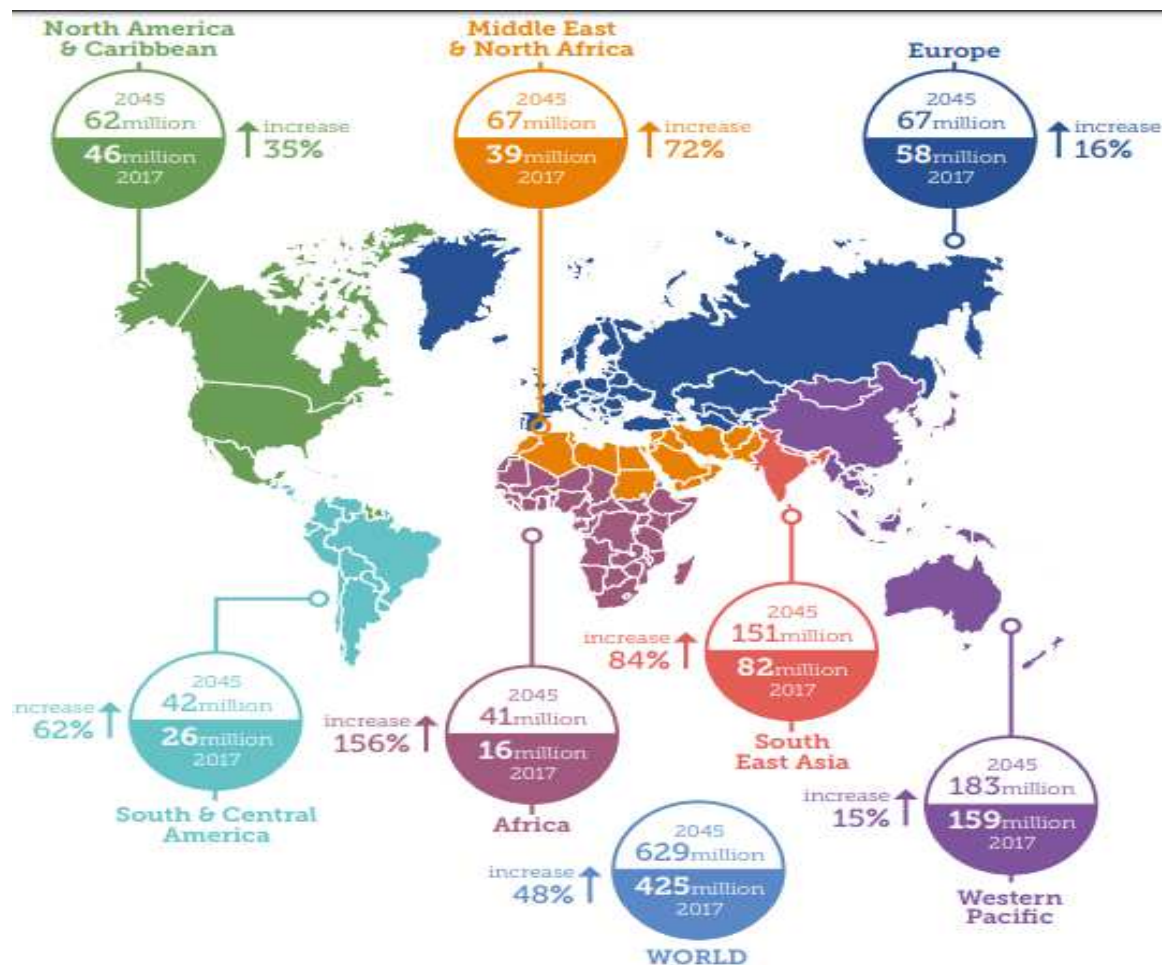 North America
& Caribbean
2045
62million
46million
2017
increase
35%
Middle East
& North Africa
2045
67million
39million
2017
increase
72%
Europe
2045
67million
58million
2017
increase
16%
2045
42million
26million
2017
ncrease
62%
South & Central
America
2045
41million
16million
2017
increase
156%
Africa
2045
151million
82million
2017
increase
84%
South
East Asia
2045
183million
159million
2017
increase
15%
Western
Pacific
2045
629million
425million
2017
increase
48%
WORLD